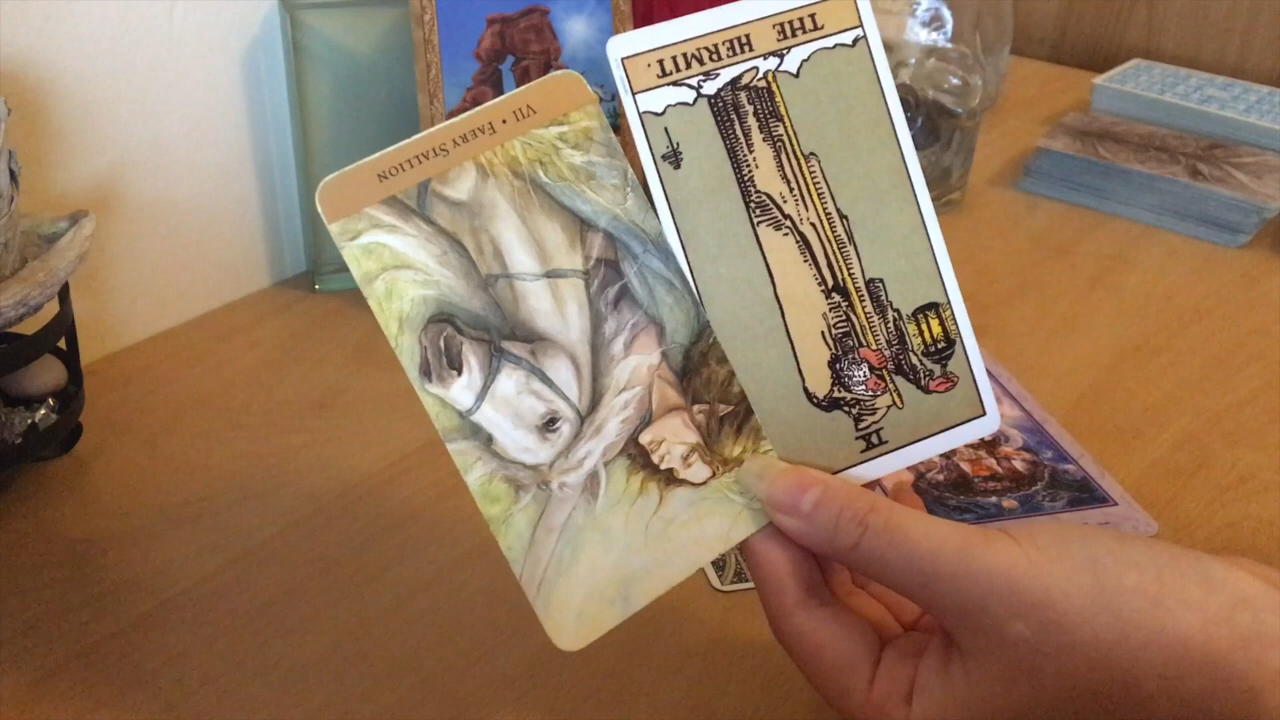 VII • FAERY STALLION
THE HERMIT.
IX